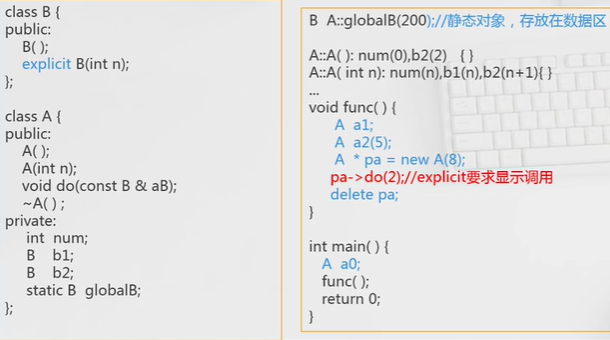 class B {
public:
B( );
explicit B(int n);
};
class A {
public:
A( );
A(int n);
void do(const B & aB);
~A( ) ;
private:
int num;
B b1;
B b2;
static B globalB;
};
B A::globalB(200);//静态对象，存放在数据区
A::A( ): num(0),b2(2) { }
A::A( int n): num(n),b1(n),b2(n+1){ }
...
void func( ) {
A a1;
A a2(5);
A * pa = new A(8);
pa->do(2);//explicit要求显示调用
delete pa;
}
int main( ) {
A a0;
func( );
return 0;
}